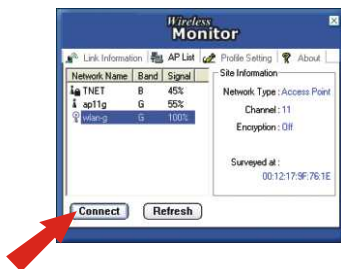 Wireless
Monitor
Link Information AP List Profile Setting About
Network Name Band Signal
TNET B 45%
ap11g G 55%
wlan-g G 100%
Site Information
Network Type : Access Point
Channel : 11
Encryption : Off
Surveyed at :
00:12:17:9F:76:1E
Connect Refresh